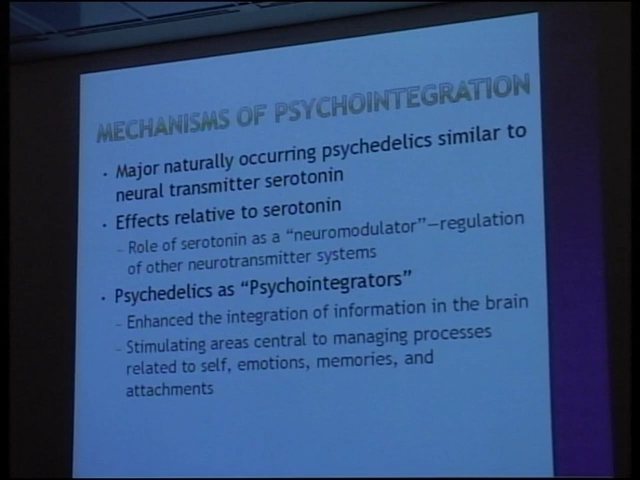 MECHANISMS OF PSYCHOINTEGRATION
· Major naturally occurring psychedelics similar to
neural transmitter serotonin
· Effects relative to serotonin
– Role of serotonin as a “neuromodulator”—regulation
of other neurotransmitter systems
· Psychedelics as “Psychointegrators”
– Enhanced the integration of information in the brain
– Stimulating areas central to managing processes
related to self, emotions, memories, and
attachments